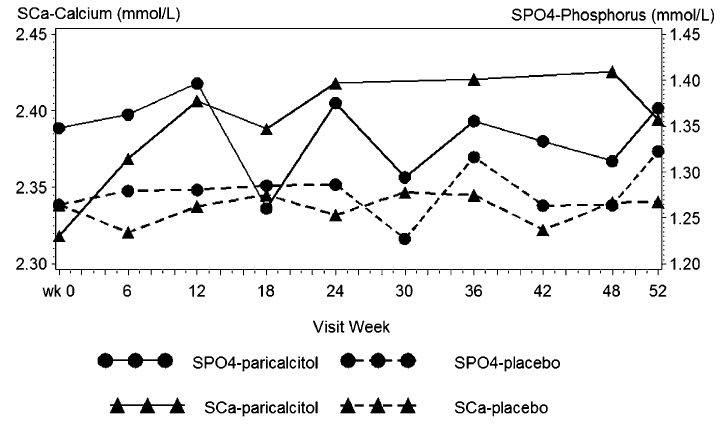 SCa-Calcium (mmol/L) SPO4-Phosphorus (mmol/L)
2.45 1.45
1.40
2.40
1.35
1.30
2.35
1.25
2.30 1.20
wk 0 6 12 18 24 30 36 42 48 52
Visit Week
SPO4-paricalcitol SPO4-placebo
SCa-paricalcitol SCa-placebo